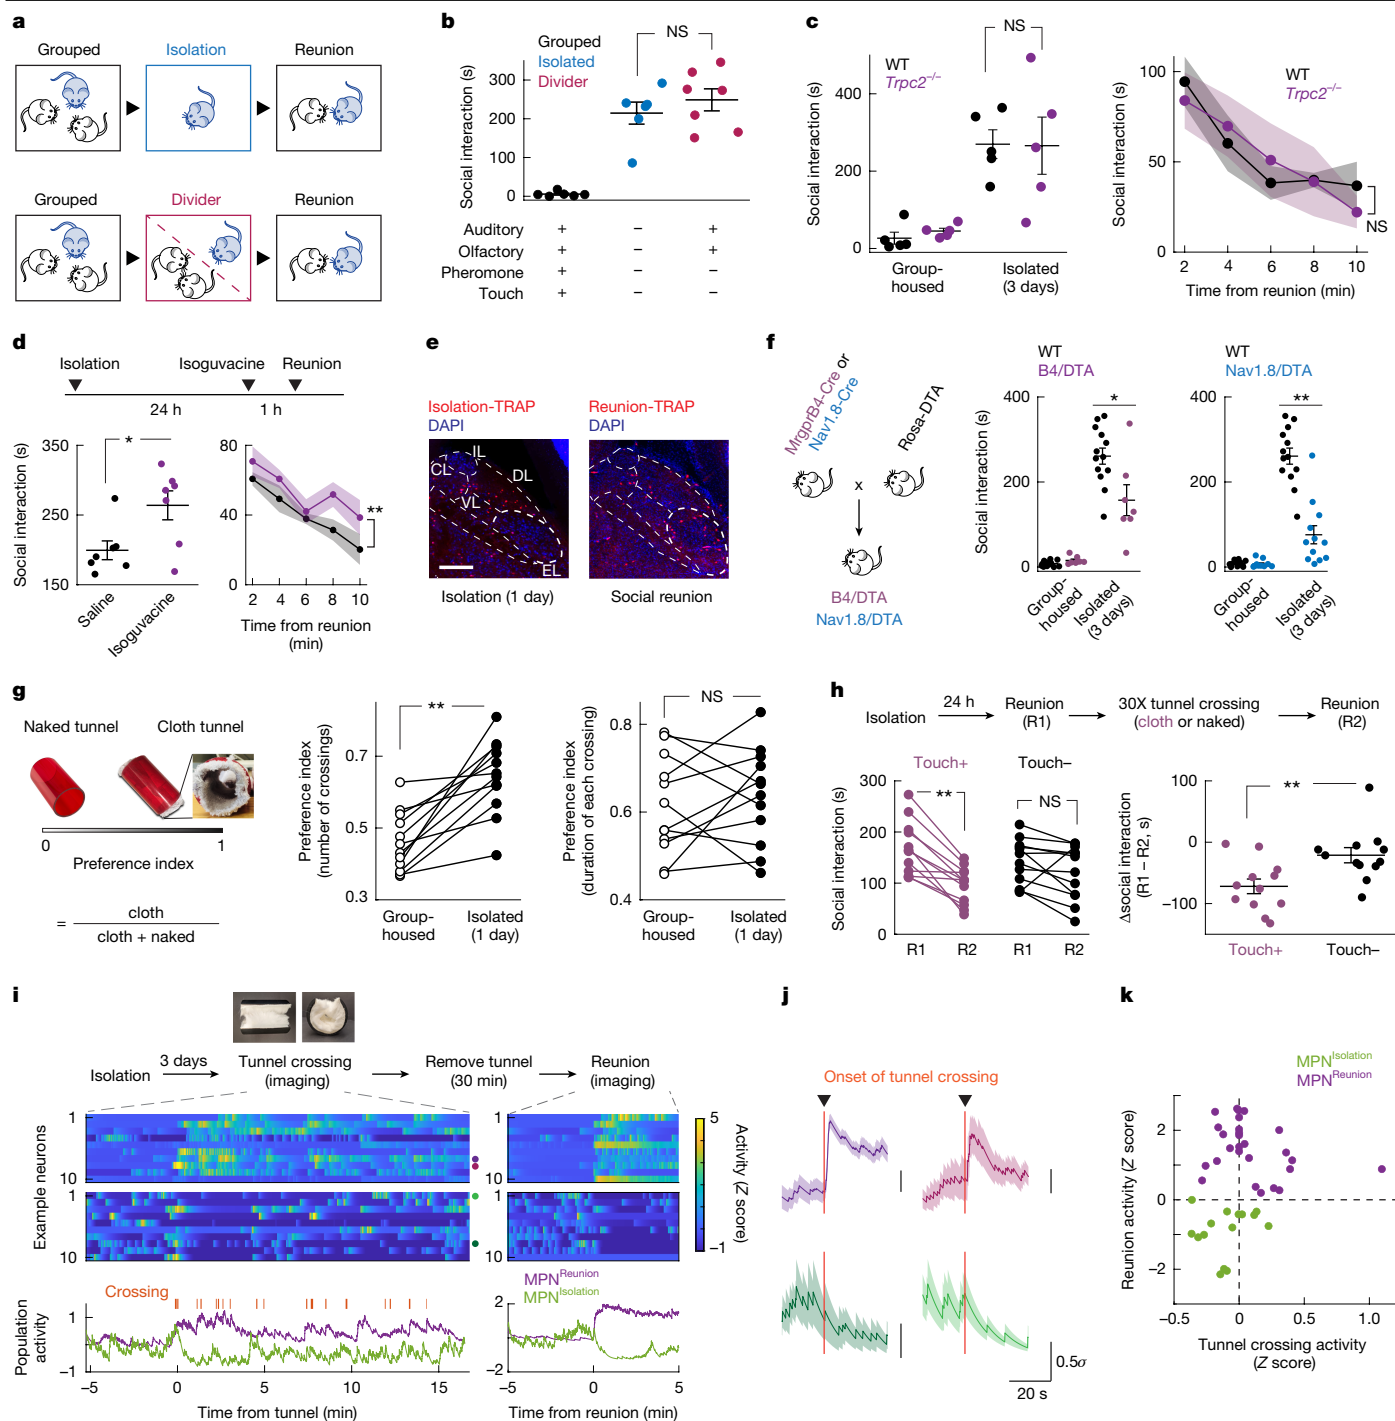 a
Grouped
Isolation
Reunion
Grouped
Divider
Reunion
b
Grouped
Isolated
Divider
NS
Social interaction (s)
300
200
100
0
Auditory + – +
Olfactory + – +
Pheromone + – –
Touch + – –
c
NS
WT
Trpc2–/–
Social interaction (s)
400
200
0
Group-
housed
Isolated
(3 days)
WT
Trpc2–/–
Social interaction (s)
100
50
0
NS
2 4 6 8 10
Time from reunion (min)
d
Isolation
Isoguvacine
Reunion
24 h
1 h
Social interaction (s)
350
250
150
*
Saline
Isoguvacine
80
40
0
**
2 4 6 8 10
Time from reunion
(min)
e
Isolation-TRAP
DAPI
IL
CL
DL
VL
EL
Isolation (1 day)
Reunion-TRAP
DAPI
Social reunion
f
MrgprB4-Cre or
Nav1.8-Cre
Rosa-DTA
x
B4/DTA
Nav1.8/DTA
WT
B4/DTA
Social interaction (s)
400
200
0
*
Group-
housed
Isolated
(3 days)
WT
Nav1.8/DTA
400
200
0
**
Group-
housed
Isolated
(3 days)
g
Naked tunnel
Cloth tunnel
0
1
Preference index
= cloth
cloth + naked
Preference index
(number of crossings)
0.7
0.5
0.3
**
Group-
housed
Isolated
(1 day)
Preference index
(duration of each crossing)
0.8
0.6
0.4
NS
Group-
housed
Isolated
(1 day)
h
Isolation
24 h
Reunion
(R1)
30X tunnel crossing
(cloth or naked)
Reunion
(R2)
Touch+
Touch–
Social interaction (s)
300
200
100
0
**
NS
R1 R2 R1 R2
Δsocial interaction
(R1 – R2, s)
100
0
–100
**
Touch+
Touch–
i
Isolation
3 days
Tunnel crossing
(imaging)
Remove tunnel
(30 min)
Reunion
(imaging)
Example neurons
1
10
1
10
5
–1
Activity (Z score)
Crossing
Population
activity
1
–1
–5 0 5 10 15
Time from tunnel (min)
MPNReunion
MPNIsolation
2
–2
–5 0 5
Time from reunion (min)
j
Onset of tunnel crossing
0.5σ
20 s
k
MPNIsolation
MPNReunion
Reunion activity (Z score)
2
0
–2
–0.5 0 0.5 1.0
Tunnel crossing activity
(Z score)